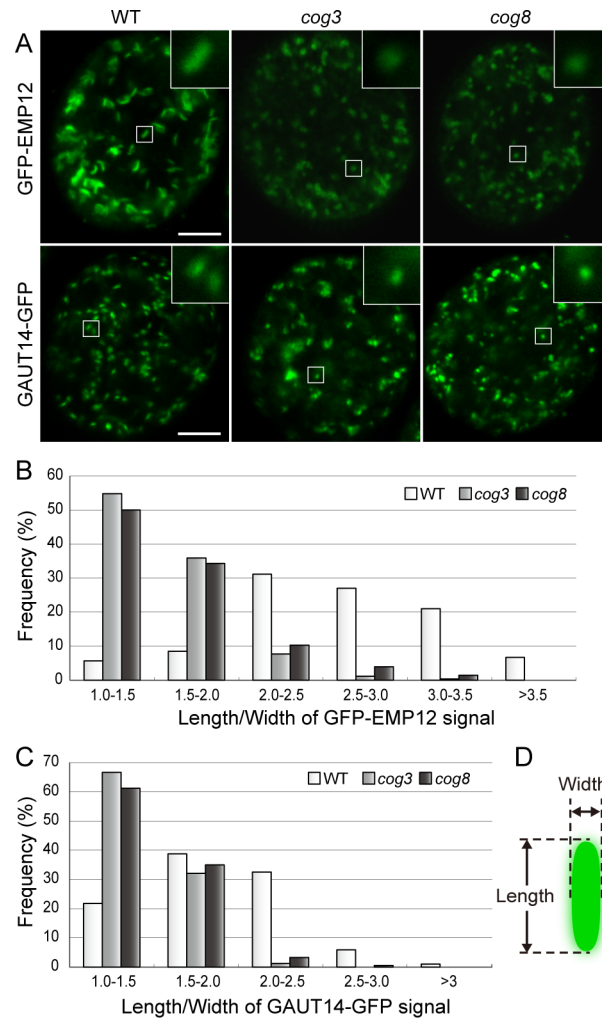 WT cog3 cog8
A
GFP-EMP12
GAUT14-GFP
B
60
50
40
30
20
10
0
Frequency (%)
WT cog3 cog8
1.0-1.5 1.5-2.0 2.0-2.5 2.5-3.0 3.0-3.5 >3.5
Length/Width of GFP-EMP12 signal
C
70
60
50
40
30
20
10
0
Frequency (%)
WT cog3 cog8
1.0-1.5 1.5-2.0 2.0-2.5 2.5-3.0 >3
Length/Width of GAUT14-GFP signal
D
Width
Length